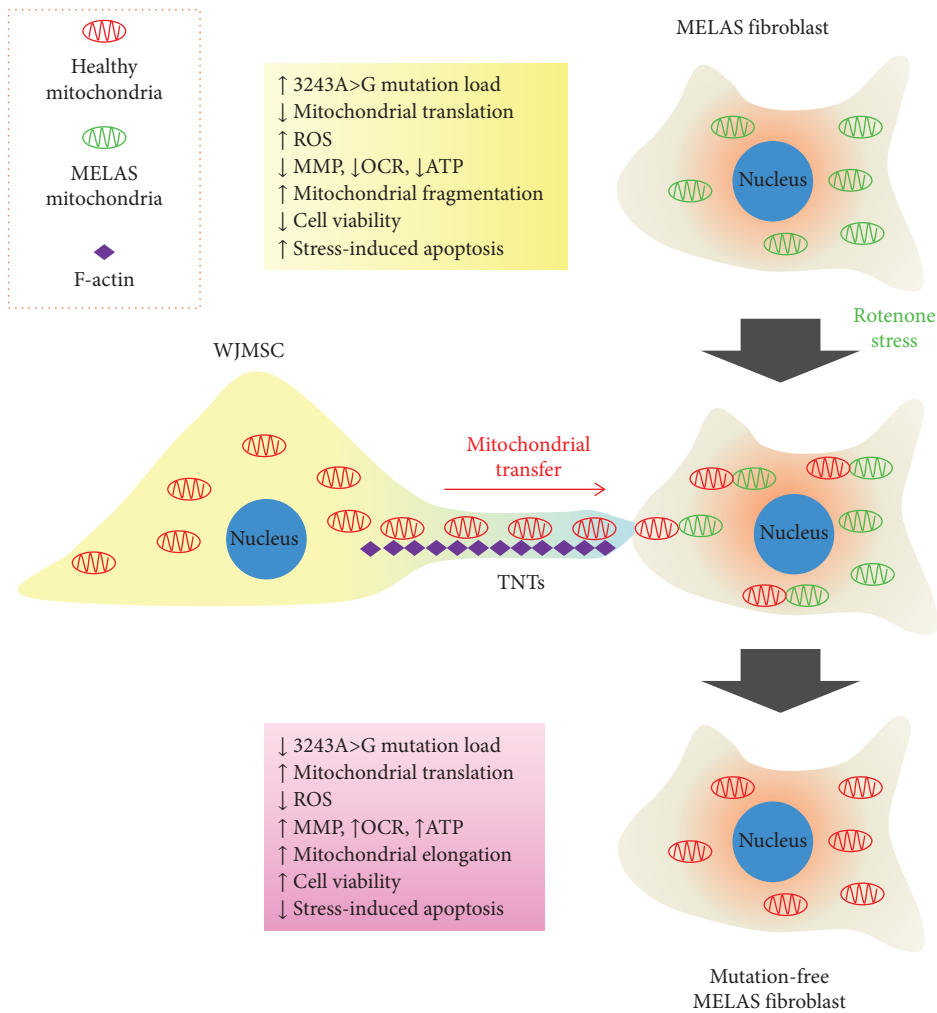 Healthy
mitochondria
MELAS
mitochondria
F-actin
↑ 3243A>G mutation load
↓ Mitochondrial translation
↑ ROS
↓ MMP, ↓OCR, ↓ATP
↑ Mitochondrial fragmentation
↓ Cell viability
↑ Stress-induced apoptosis
MELAS fibroblast
Nucleus
Rotenone
stress
WJMSC
Nucleus
Mitochondrial
transfer
TNTs
Nucleus
↓ 3243A>G mutation load
↑ Mitochondrial translation
↓ ROS
↑ MMP, ↑OCR, ↑ATP
↑ Mitochondrial elongation
↑ Cell viability
↓ Stress-induced apoptosis
Nucleus
Mutation-free
MELAS fibroblast